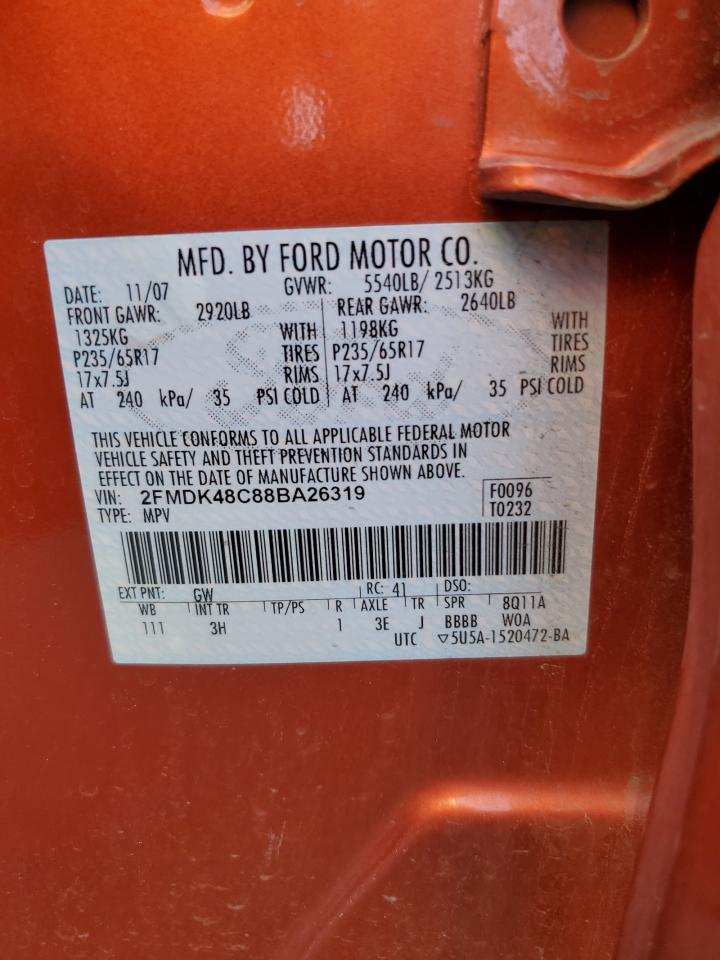 MFD. BY FORD MOTOR CO.
DATE: 11/07 GVWR: 5540LB/ 2513KG
FRONT GAWR: 2920LB REAR GAWR: 2640LB
1325KG WITH 1198KG WITH
P235/65R17 TIRES P235/65R17 TIRES
17x7.5J RIMS 17x7.5J RIMS
AT 240 kPa/ 35 PSI COLD AT 240 kPa/ 35 PSI COLD
THIS VEHICLE CONFORMS TO ALL APPLICABLE FEDERAL MOTOR
VEHICLE SAFETY AND THEFT PREVENTION STANDARDS IN
EFFECT ON THE DATE OF MANUFACTURE SHOWN ABOVE.
VIN: 2FMDK48C88BA26319 F0096
TYPE: MPV T0232
EXT PNT: GW RC: 41 DSO:
WB INT TR TP/PS R AXLE TR SPR 8Q11A
111 3H 1 3E J BBBB WOA
UTC ▽5U5A-1520472-BA